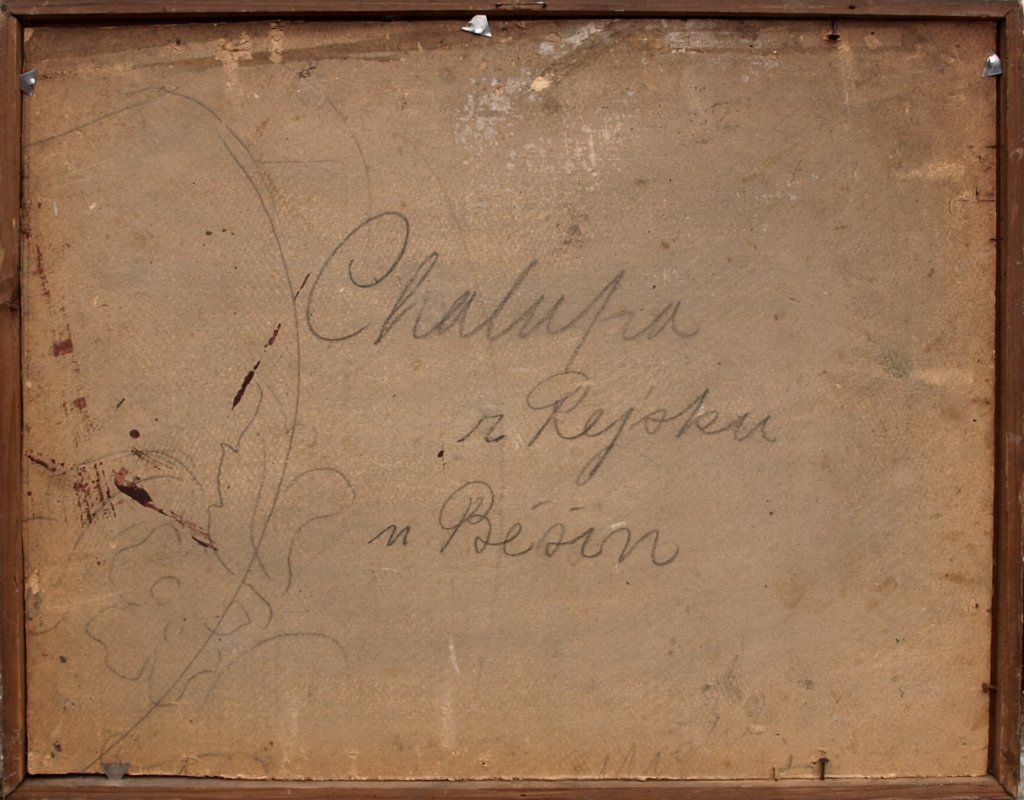 Chalupa
z Rejsku
u Běšin